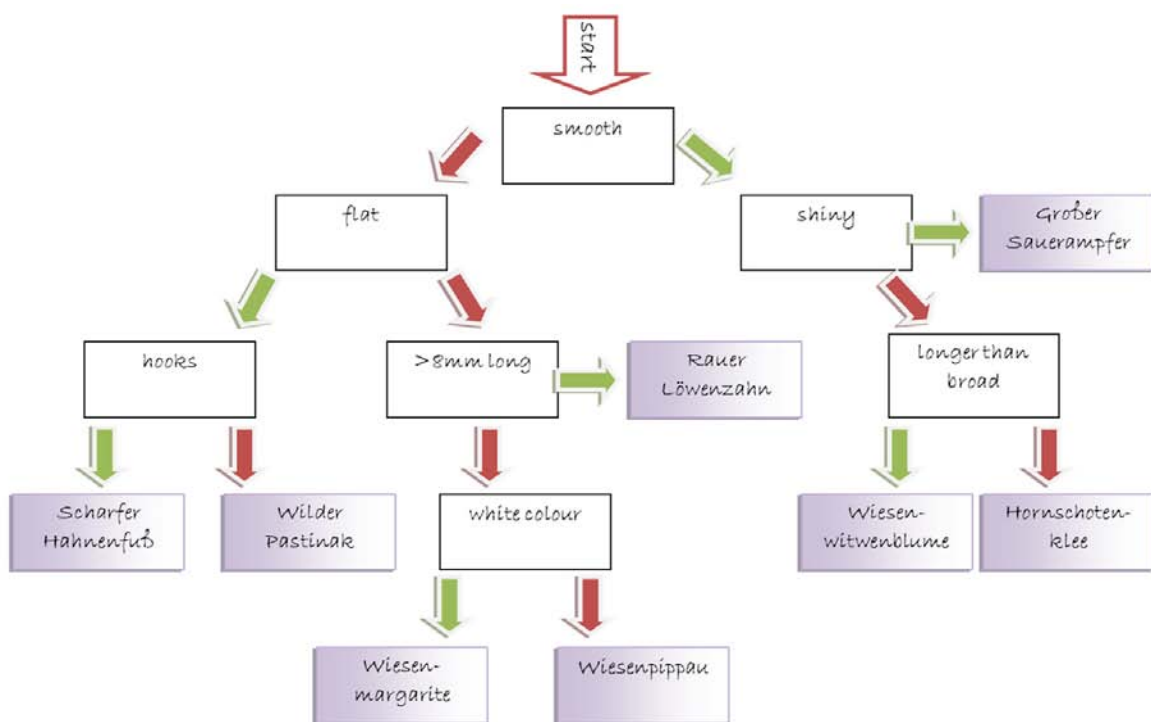 start
smooth
flat
shiny
Großer
Sauerampfer
hooks
>8mm long
Rauer
Löwenzahn
longer than
broad
Scharfer
Hahnenfuß
Wilder
Pastinak
white colour
Wiesen-
witwenblume
Hornschoten-
klee
Wiesen-
margarite
Wiesenpippau